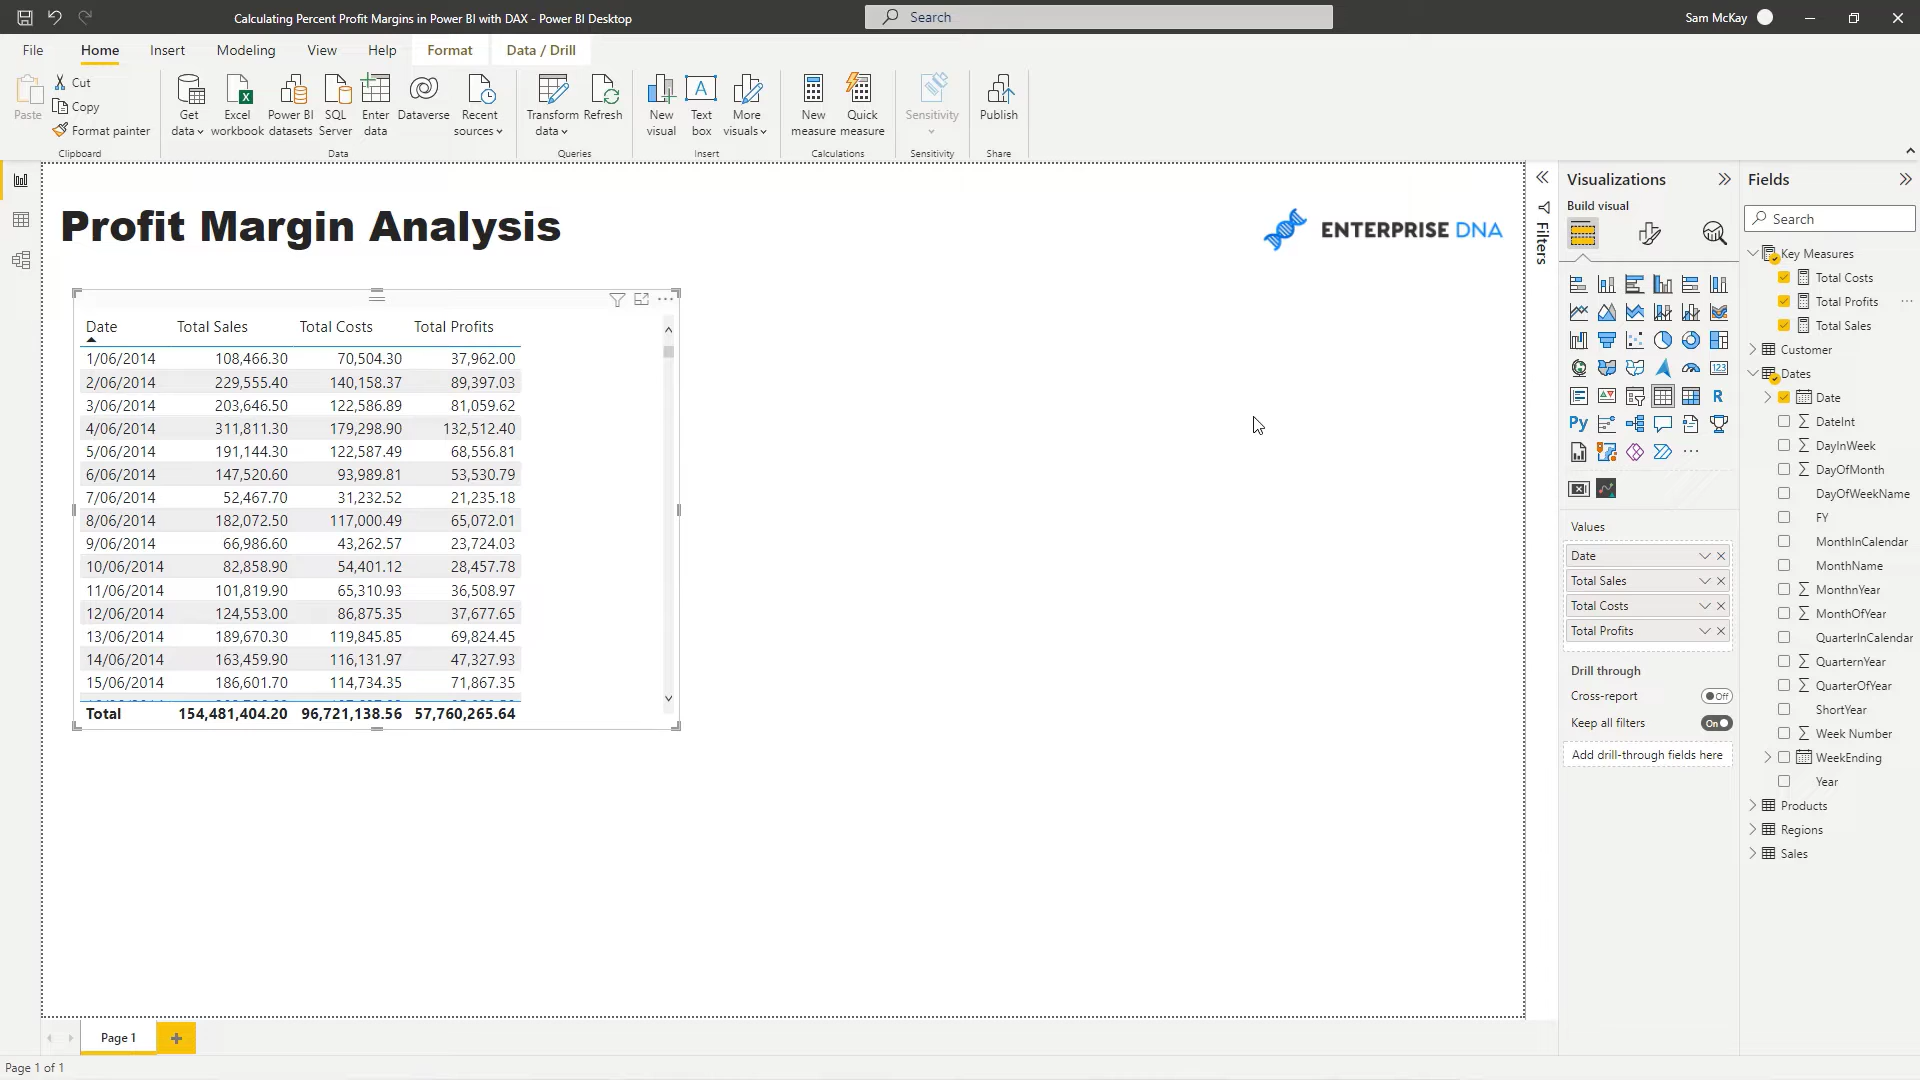 Calculating Percent Profit Margins in Power BI with DAX - Power BI Desktop
Search
Sam McKay
File
Home
Insert
Modeling
View
Help
Format
Data / Drill
Paste
Cut
Copy
Format painter
Clipboard
Get data
Excel workbook
Power BI datasets
SQL Server
Enter data
Dataverse
Recent sources
Data
Transform data
Refresh
Queries
New visual
Text box
More visuals
Insert
New measure
Quick measure
Calculations
Sensitivity
Sensitivity
Publish
Share
Profit Margin Analysis
ENTERPRISE DNA
Date Total Sales Total Costs Total Profits
1/06/2014 108,466.30 70,504.30 37,962.00
2/06/2014 229,555.40 140,158.37 89,397.03
3/06/2014 203,646.50 122,586.89 81,059.62
4/06/2014 311,811.30 179,298.90 132,512.40
5/06/2014 191,144.30 122,587.49 68,556.81
6/06/2014 147,520.60 93,989.81 53,530.79
7/06/2014 52,467.70 31,232.52 21,235.18
8/06/2014 182,072.50 117,000.49 65,072.01
9/06/2014 66,986.60 43,262.57 23,724.03
10/06/2014 82,858.90 54,401.12 28,457.78
11/06/2014 101,819.90 65,310.93 36,508.97
12/06/2014 124,553.00 86,875.35 37,677.65
13/06/2014 189,670.30 119,845.85 69,824.45
14/06/2014 163,459.90 116,131.97 47,327.93
15/06/2014 186,601.70 114,734.35 71,867.35
Total 154,481,404.20 96,721,138.56 57,760,265.64
Filters
Visualizations
Build visual
123
R
Py
Values
Date
Total Sales
Total Costs
Total Profits
Drill through
Cross-report Off
Keep all filters On
Add drill-through fields here
Fields
Search
Key Measures
Total Costs
Total Profits
Total Sales
Customer
Dates
Date
DateInt
DayInWeek
DayOfMonth
DayOfWeekName
FY
MonthInCalendar
MonthName
MonthnYear
MonthOfYear
QuarterInCalendar
QuarternYear
QuarterOfYear
ShortYear
Week Number
WeekEnding
Year
Products
Regions
Sales
Page 1
Page 1 of 1